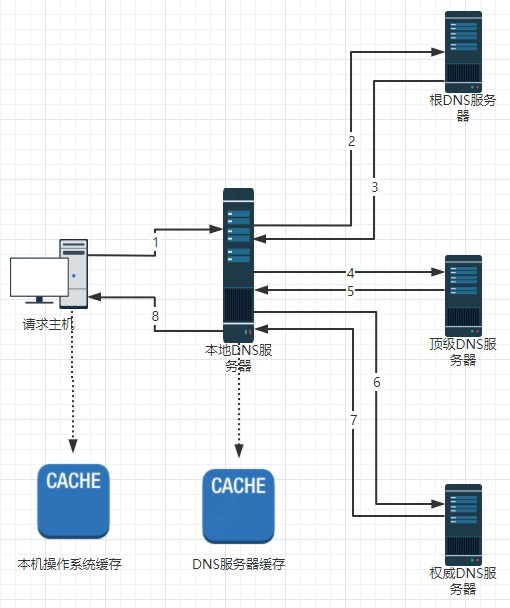 根DNS服务
器
2
3
1
4
5
8
请求主机
本地DNS服
务器
顶级DNS服
务器
6
7
CACHE
CACHE
本机操作系统缓存
DNS服务器缓存
权威DNS服
务器